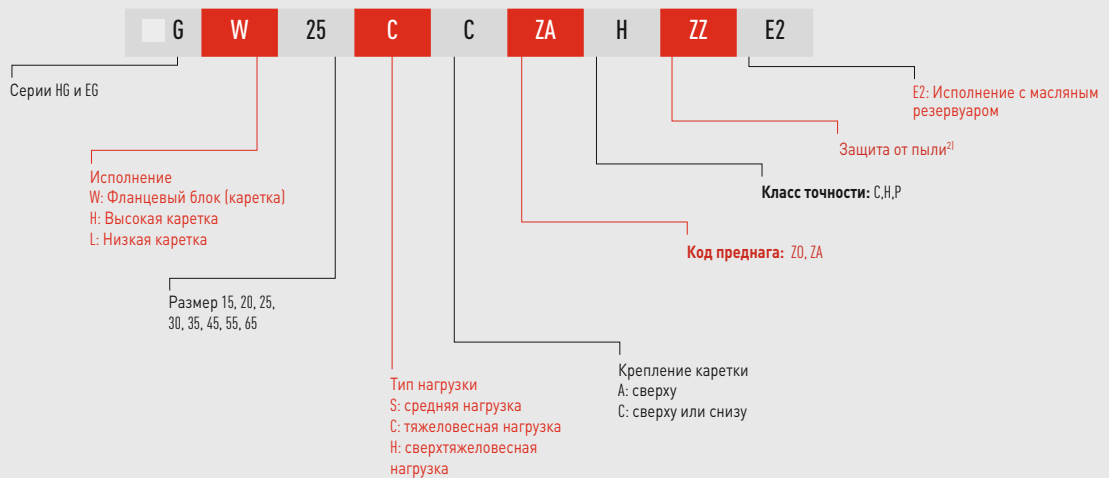 G W 25 C C ZA H ZZ E2
Серии HG и EG
E2: Исполнение с масляным
резервуаром
Защита от пыли2)
Исполнение
W: Фланцевый блок (каретка)
H: Высокая каретка
L: Низкая каретка
Класс точности: C,H,P
Код преднага: Z0, ZA
Размер 15, 20, 25,
30, 35, 45, 55, 65
Крепление каретки
A: сверху
C: сверху или снизу
Тип нагрузки
S: средняя нагрузка
C: тяжеловесная нагрузка
H: сверхтяжеловесная
нагрузка